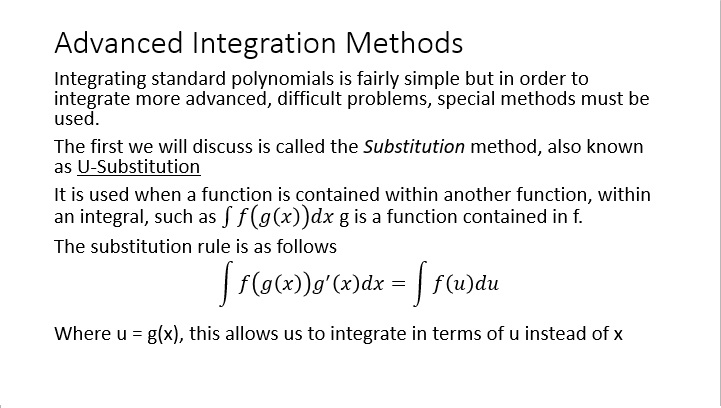 Advanced Integration Methods
Integrating standard polynomials is fairly simple but in order to
integrate more advanced, difficult problems, special methods must be
used.
The first we will discuss is called the Substitution method, also known
as U-Substitution
It is used when a function is contained within another function, within
an integral, such as ∫ f(g(x))dx g is a function contained in f.
The substitution rule is as follows
∫ f(g(x))g′(x)dx = ∫ f(u)du
Where u = g(x), this allows us to integrate in terms of u instead of x